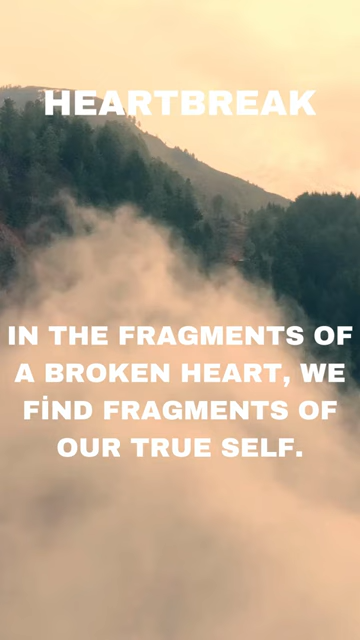 HEARTBREAK
IN THE FRAGMENTS OF
A BROKEN HEART, WE
FİND FRAGMENTS OF
OUR TRUE SELF.